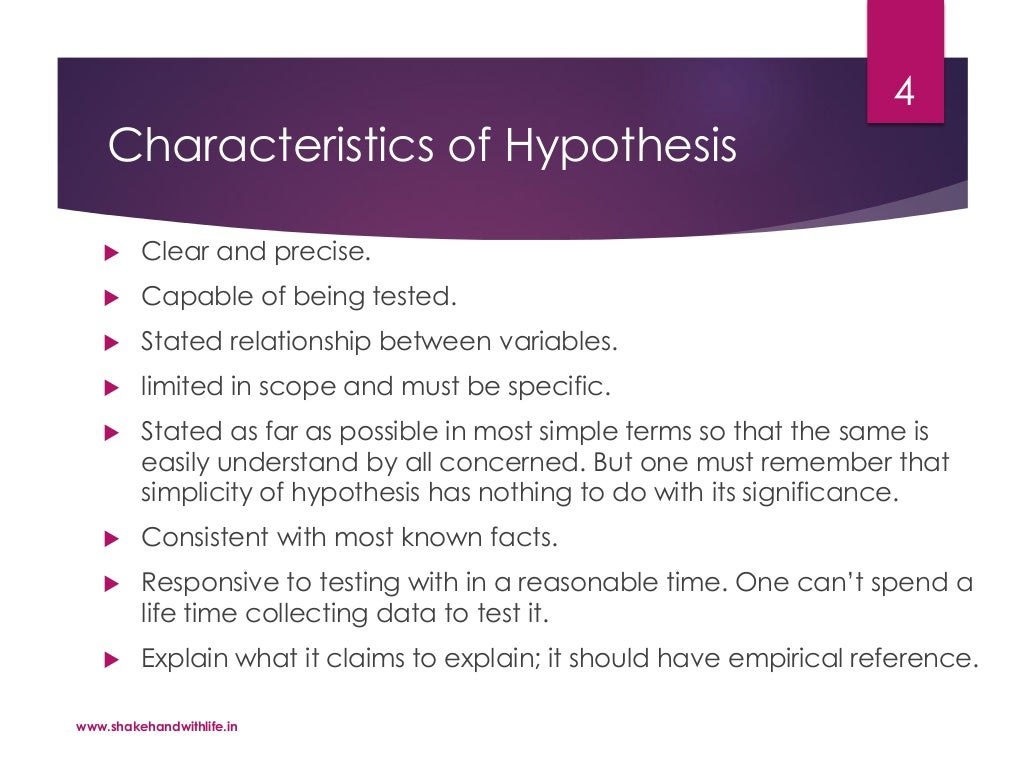 4
Characteristics of Hypothesis
Clear and precise.
Capable of being tested.
Stated relationship between variables.
limited in scope and must be specific.
Stated as far as possible in most simple terms so that the same is
easily understand by all concerned. But one must remember that
simplicity of hypothesis has nothing to do with its significance.
Consistent with most known facts.
Responsive to testing with in a reasonable time. One can’t spend a
life time collecting data to test it.
Explain what it claims to explain; it should have empirical reference.
www.shakehandwithlife.in